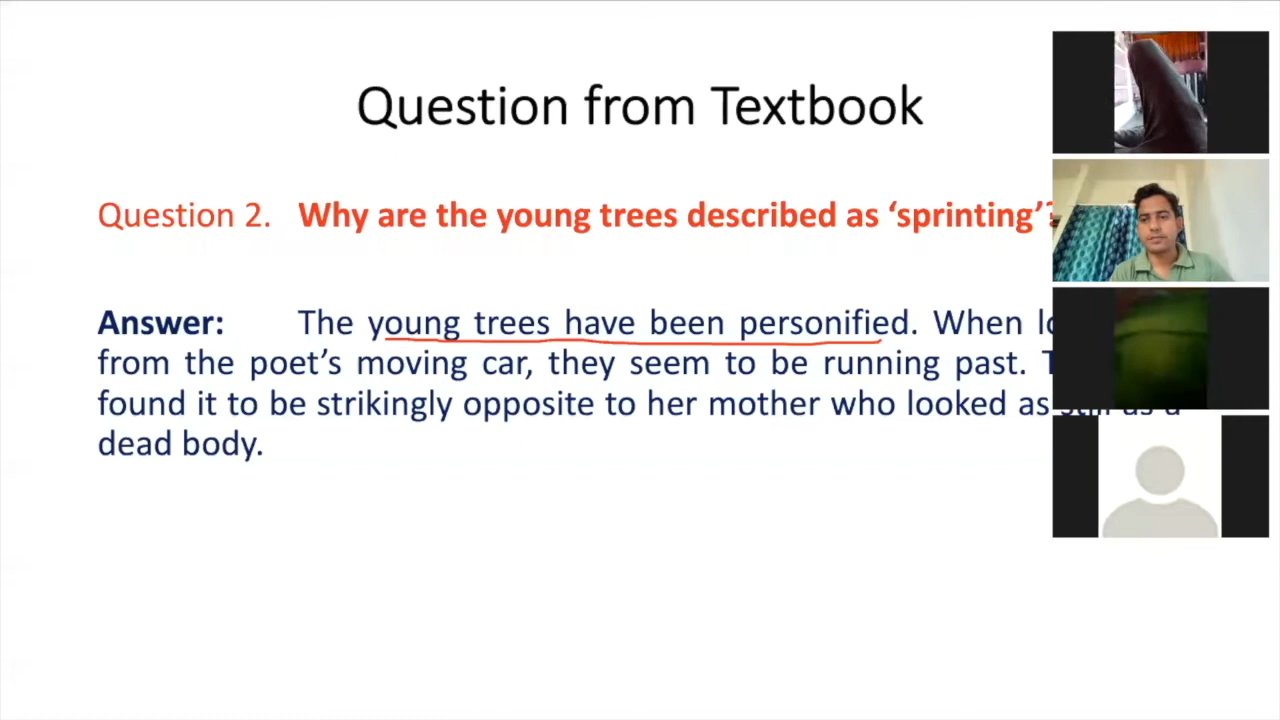 Question from Textbook
Question 2. Why are the young trees described as ‘sprinting’?
Answer: The young trees have been personified. When
from the poet’s moving car, they seem to be running past.
found it to be strikingly opposite to her mother who looked as still as a
dead body.